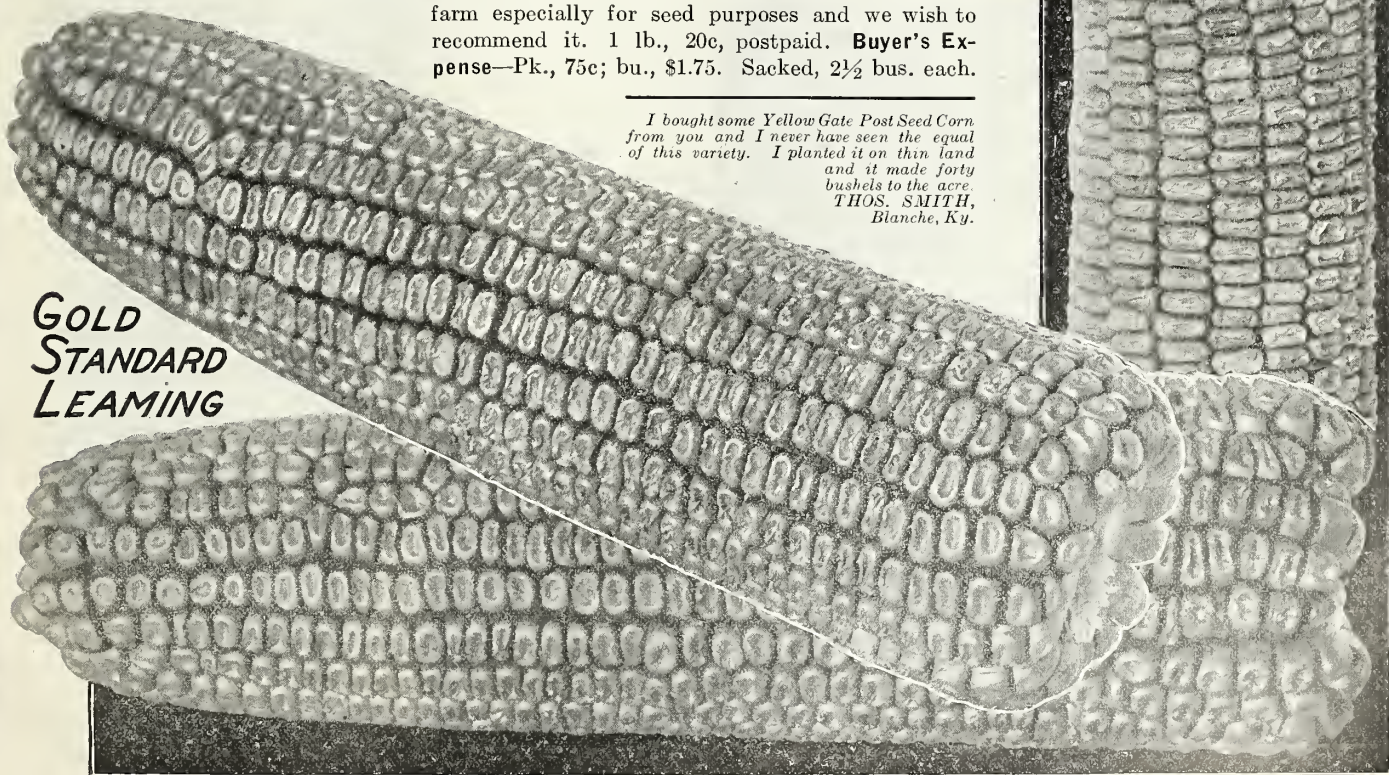 farm especially for seed purposes and we wish to
recommend it. 1 lb., 20c, postpaid. Buyer's Ex-
pense—Pk., 75c; bu., $1.75. Sacked, 2½ bus. each.
I bought some Yellow Gate Post Seed Corn
from you and I never have seen the equal
of this variety. I planted it on thin land
and it made forty
bushels to the acre.
THOS. SMITH,
Blanche, Ky.
GOLD
STANDARD
LEAMING